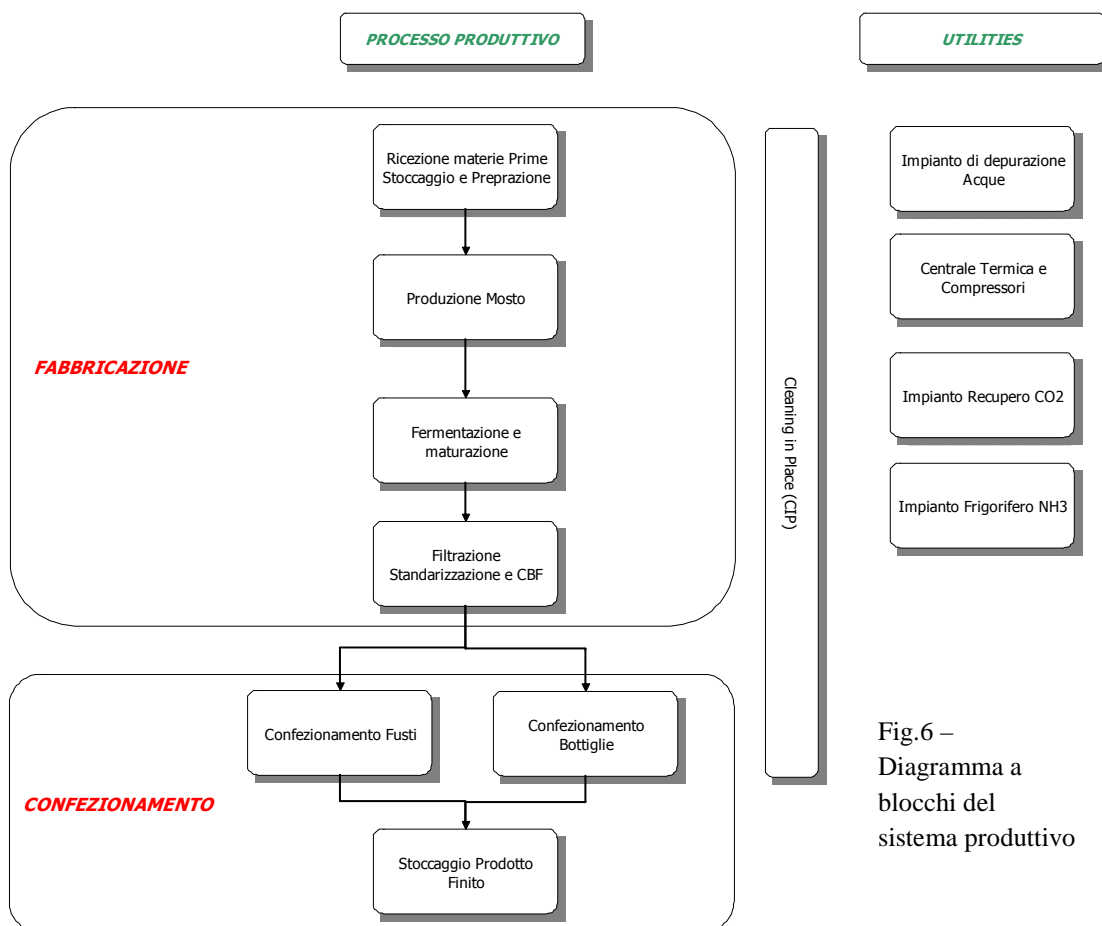 PROCESSO PRODUTTIVO
UTILITIES
Ricezione materie Prime
Stoccaggio e Preprazione
Produzione Mosto
FABBRICAZIONE
Fermentazione e
maturazione
Filtrazione
Standarizzazione e CBF
Confezionamento Fusti
Confezionamento
Bottiglie
CONFEZIONAMENTO
Stoccaggio Prodotto
Finito
Cleaning in Place (CIP)
Impianto di depurazione
Acque
Centrale Termica e
Compressori
Impianto Recupero CO2
Impianto Frigorifero NH3
Fig.6 –
Diagramma a
blocchi del
sistema produttivo